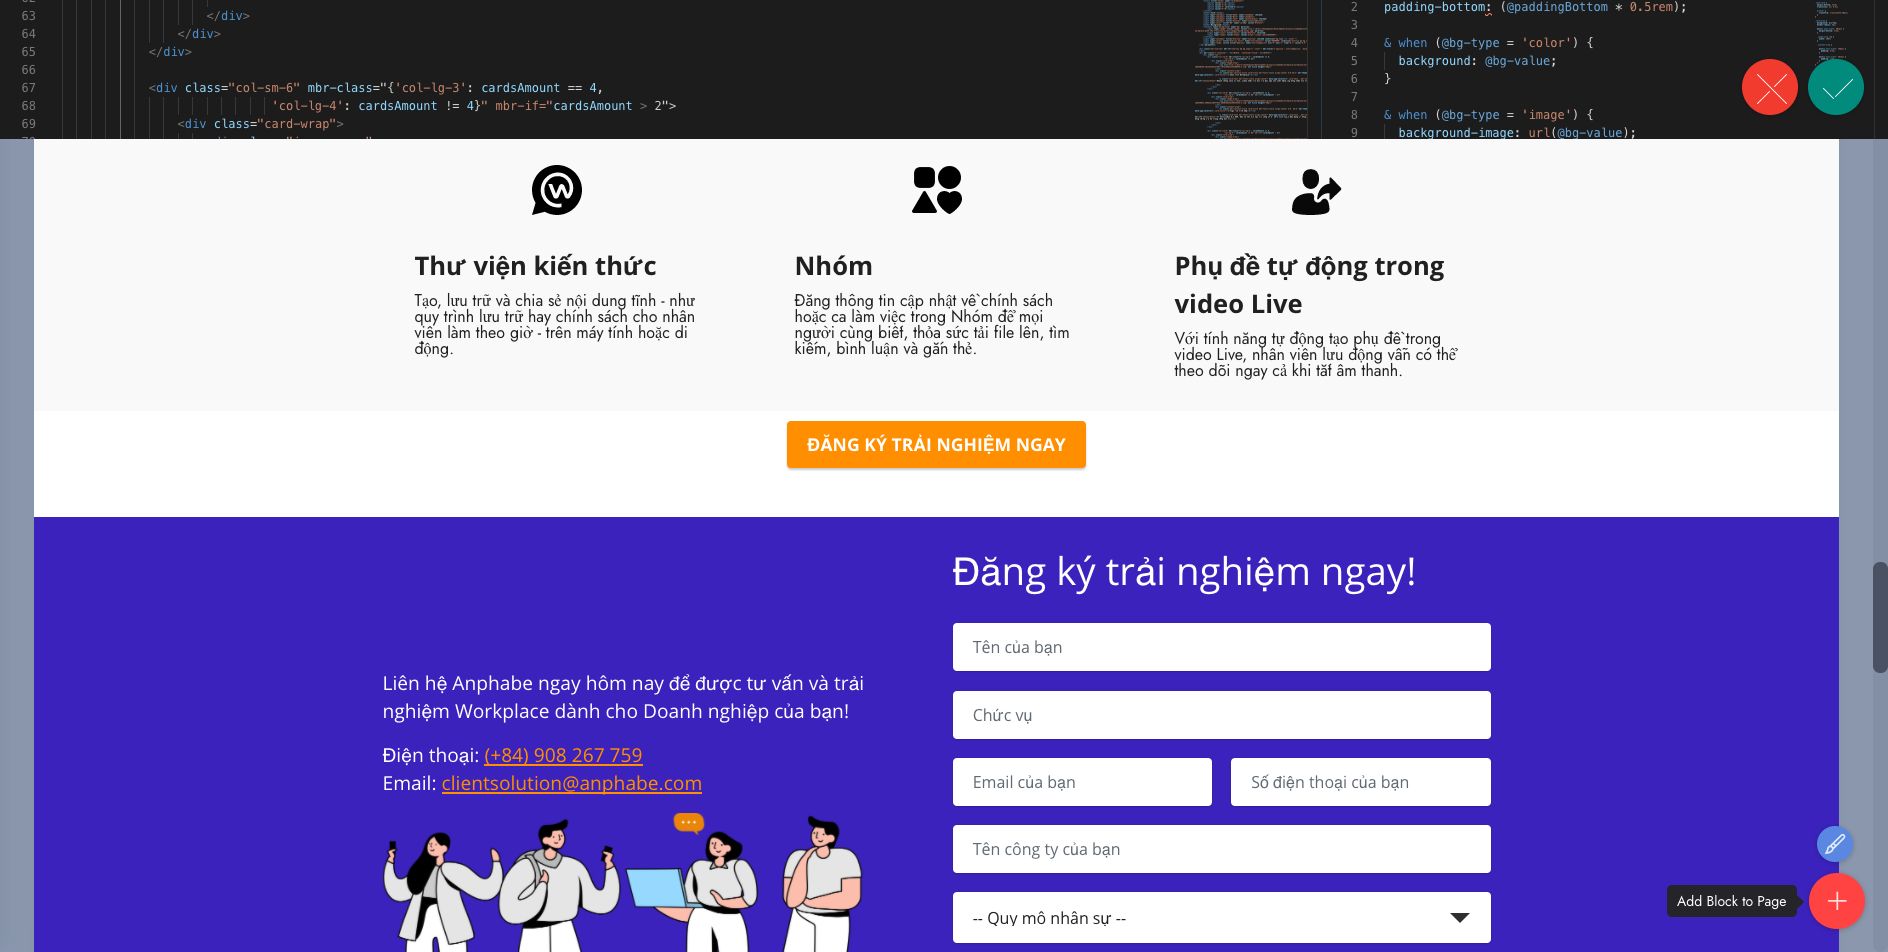 63 </div>
64 </div>
65 </div>
66
67 <div class="col-sm-6" mbr-class="{'col-lg-3': cardsAmount == 4,
68 'col-lg-4': cardsAmount != 4}" mbr-if="cardsAmount > 2">
69 <div class="card-wrap">
2 padding-bottom: (@paddingBottom * 0.5rem);
3
4 & when (@bg-type = 'color') {
5 background: @bg-value;
6 }
7
8 & when (@bg-type = 'image') {
9 background-image: url(@bg-value);
Thư viện kiến thức
Tạo, lưu trữ và chia sẻ nội dung tĩnh - như
quy trình lưu trữ hay chính sách cho nhân
viên làm theo giờ - trên máy tính hoặc di
động.
Nhóm
Đăng thông tin cập nhật về chính sách
hoặc ca làm việc trong Nhóm để mọi
người cùng biết, thỏa sức tải file lên, tìm
kiếm, bình luận và gắn thẻ.
Phụ đề tự động trong
video Live
Với tính năng tự động tạo phụ đề trong
video Live, nhân viên lưu động vẫn có thể
theo dõi ngay cả khi tắt âm thanh.
ĐĂNG KÝ TRẢI NGHIỆM NGAY
Liên hệ Anphabe ngay hôm nay để được tư vấn và trải
nghiệm Workplace dành cho Doanh nghiệp của bạn!
Điện thoại: (+84) 908 267 759
Email: clientsolution@anphabe.com
Đăng ký trải nghiệm ngay!
Tên của bạn
Chức vụ
Email của bạn
Số điện thoại của bạn
Tên công ty của bạn
-- Quy mô nhân sự --
Add Block to Page